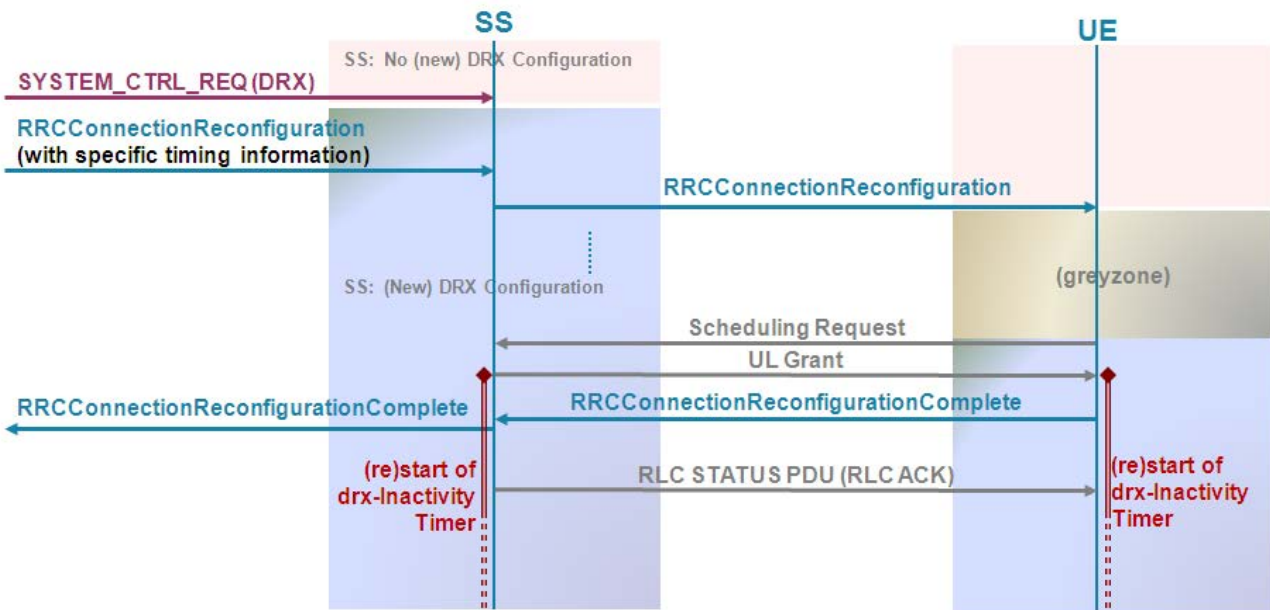 SS
UE
SS: No (new) DRX Configuration
SYSTEM_CTRL_REQ (DRX)
RRCConnectionReconfiguration
(with specific timing information)
RRCConnectionReconfiguration
SS: (New) DRX Configuration
(greyzone)
Scheduling Request
UL Grant
RRCConnectionReconfigurationComplete
RRCConnectionReconfigurationComplete
(re)start of
drx-Inactivity
Timer
RLC STATUS PDU (RLC ACK)
(re)start of
drx-Inactivity
Timer